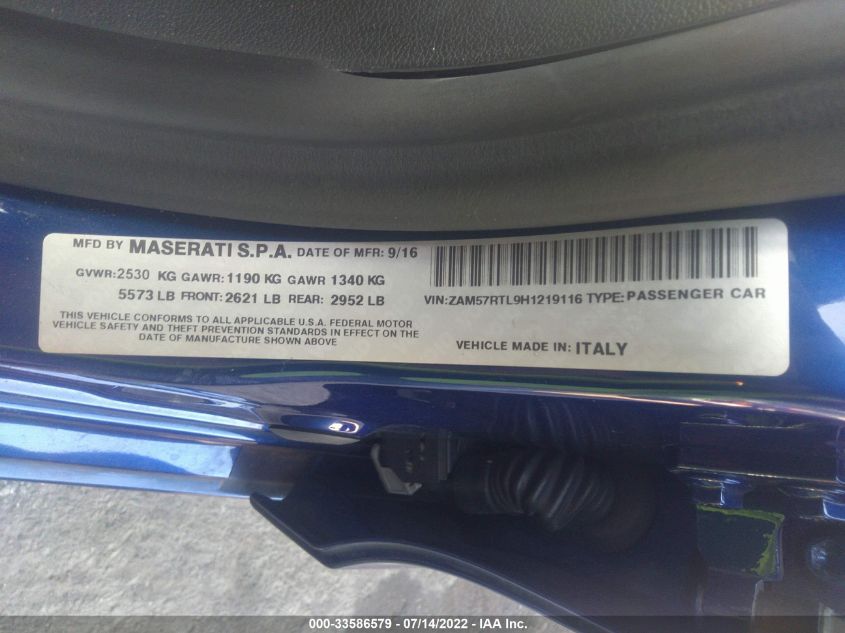 MFD BY MASERATI S.P.A. DATE OF MFR: 9/16
GVWR:2530 KG GAWR:1190 KG GAWR 1340 KG
5573 LB FRONT:2621 LB REAR: 2952 LB
THIS VEHICLE CONFORMS TO ALL APPLICABLE U.S.A. FEDERAL MOTOR
VEHICLE SAFETY AND THEFT PREVENTION STANDARDS IN EFFECT ON THE
DATE OF MANUFACTURE SHOWN ABOVE
VIN:ZAM57RTL9H1219116 TYPE:PASSENGER CAR
VEHICLE MADE IN: ITALY
000-33586579 - 07/14/2022 - IAA Inc.